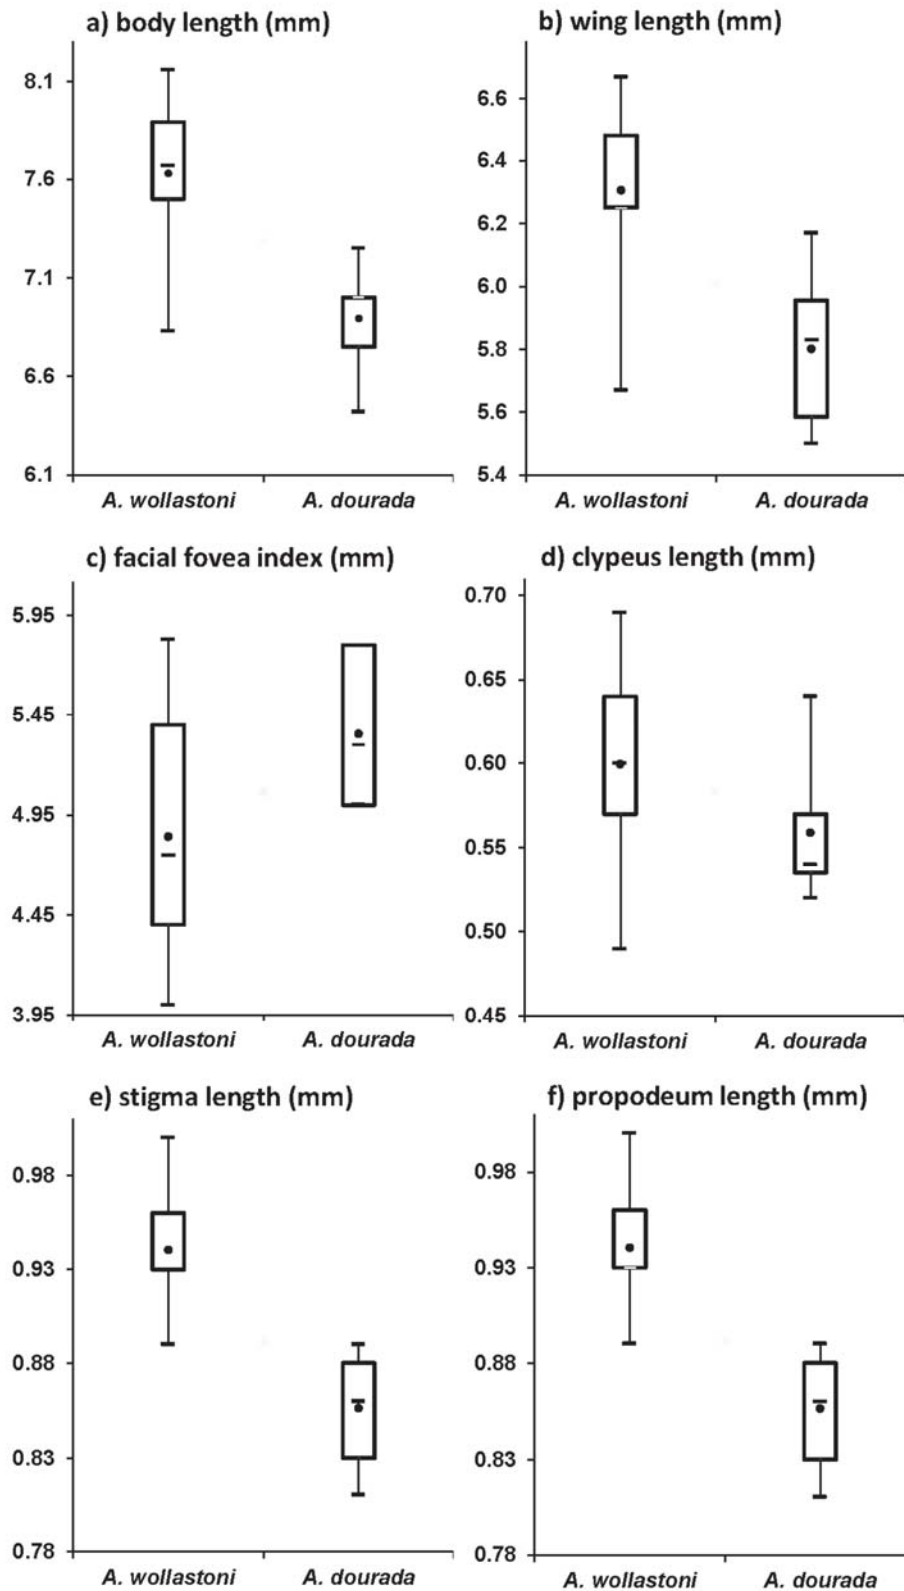 a) body length (mm)
8.1
7.6
7.1
6.6
6.1
A. wollastoni
A. dourada
b) wing length (mm)
6.6
6.4
6.2
6.0
5.8
5.6
5.4
A. wollastoni
A. dourada
c) facial fovea index (mm)
5.95
5.45
4.95
4.45
3.95
A. wollastoni
A. dourada
d) clypeus length (mm)
0.70
0.65
0.60
0.55
0.50
0.45
A. wollastoni
A. dourada
e) stigma length (mm)
0.98
0.93
0.88
0.83
0.78
A. wollastoni
A. dourada
f) propodeum length (mm)
0.98
0.93
0.88
0.83
0.78
A. wollastoni
A. dourada